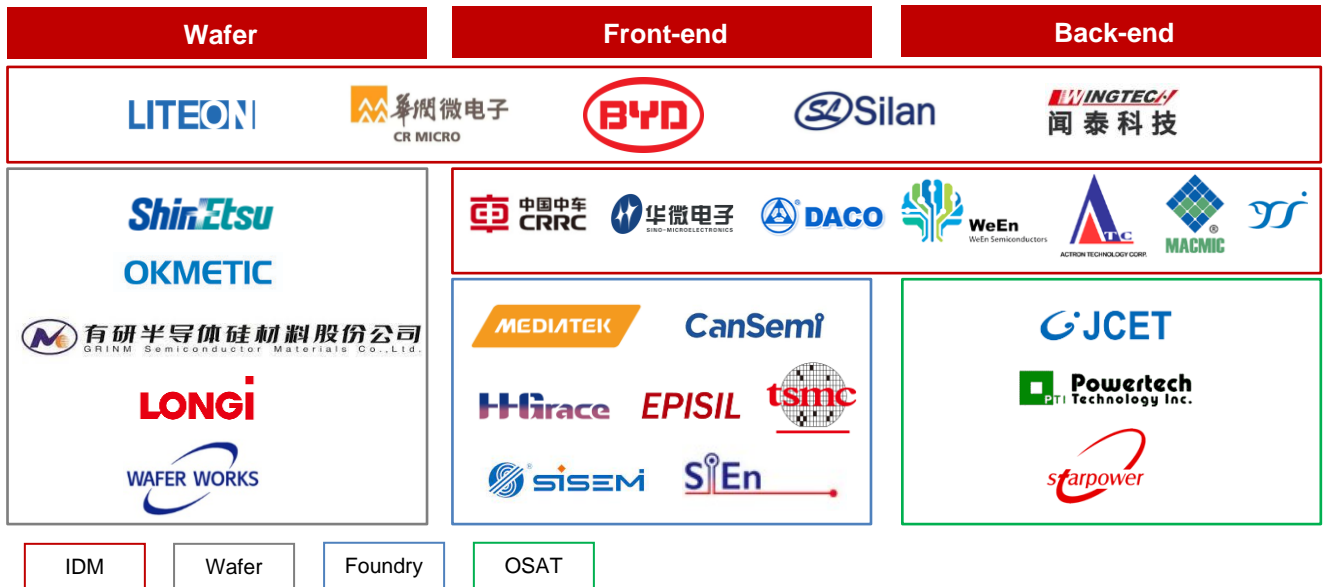 Wafer
Front-end
Back-end
LITEON
華潤微电子
CR MICRO
BYD
SL Silan
WINGTECH
闻泰科技
ShinEtsu
OKMETIC
有研半导体硅材料股份公司
GRINM Semiconductor Materials Co.,Ltd.
LONGi
WAFER WORKS
中国中车
CRRC
华微电子
SINO-MICROELECTRONICS
DACO
WeEn
WeEn Semiconductors
ATC
ACTRON TECHNOLOGY CORP.
MACMIC
MEDIATEK
CanSemi
HHGrace
EPISIL
tsmc
SISEMI
SiEn
JCET
Powertech
PTI Technology Inc.
starpower
IDM
Wafer
Foundry
OSAT